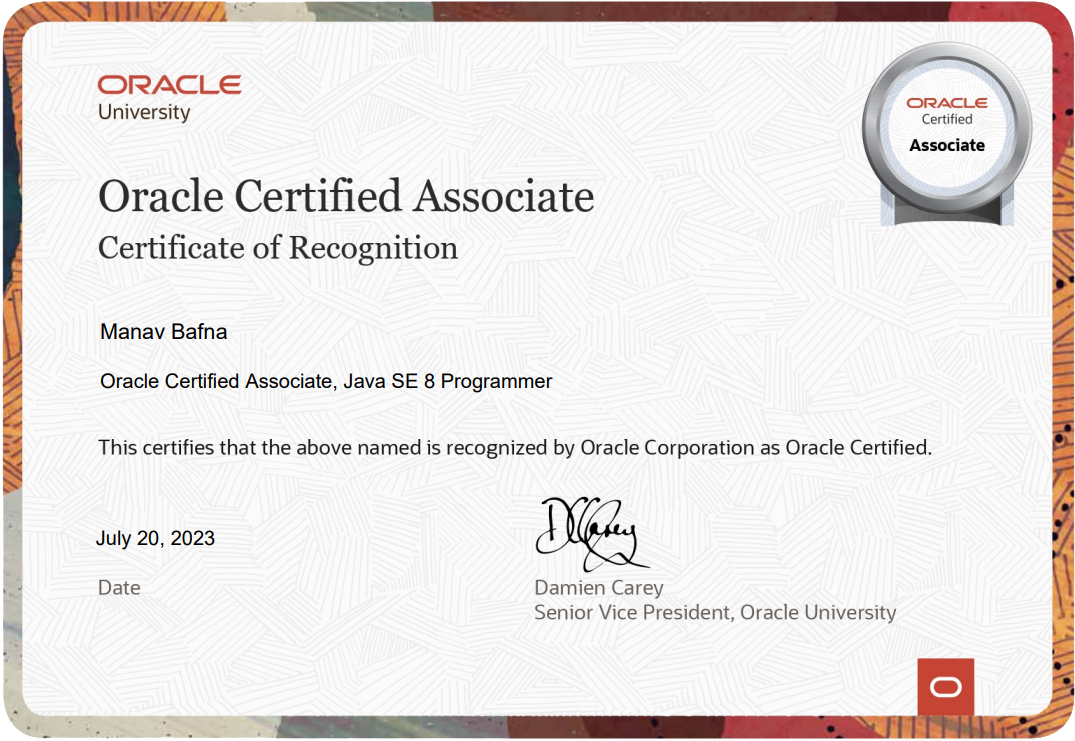 ORACLE
University
ORACLE
Certified
Associate
Oracle Certified Associate
Certificate of Recognition
Manav Bafna
Oracle Certified Associate, Java SE 8 Programmer
This certifies that the above named is recognized by Oracle Corporation as Oracle Certified.
DCarey
July 20, 2023
Date
Damien Carey
Senior Vice President, Oracle University